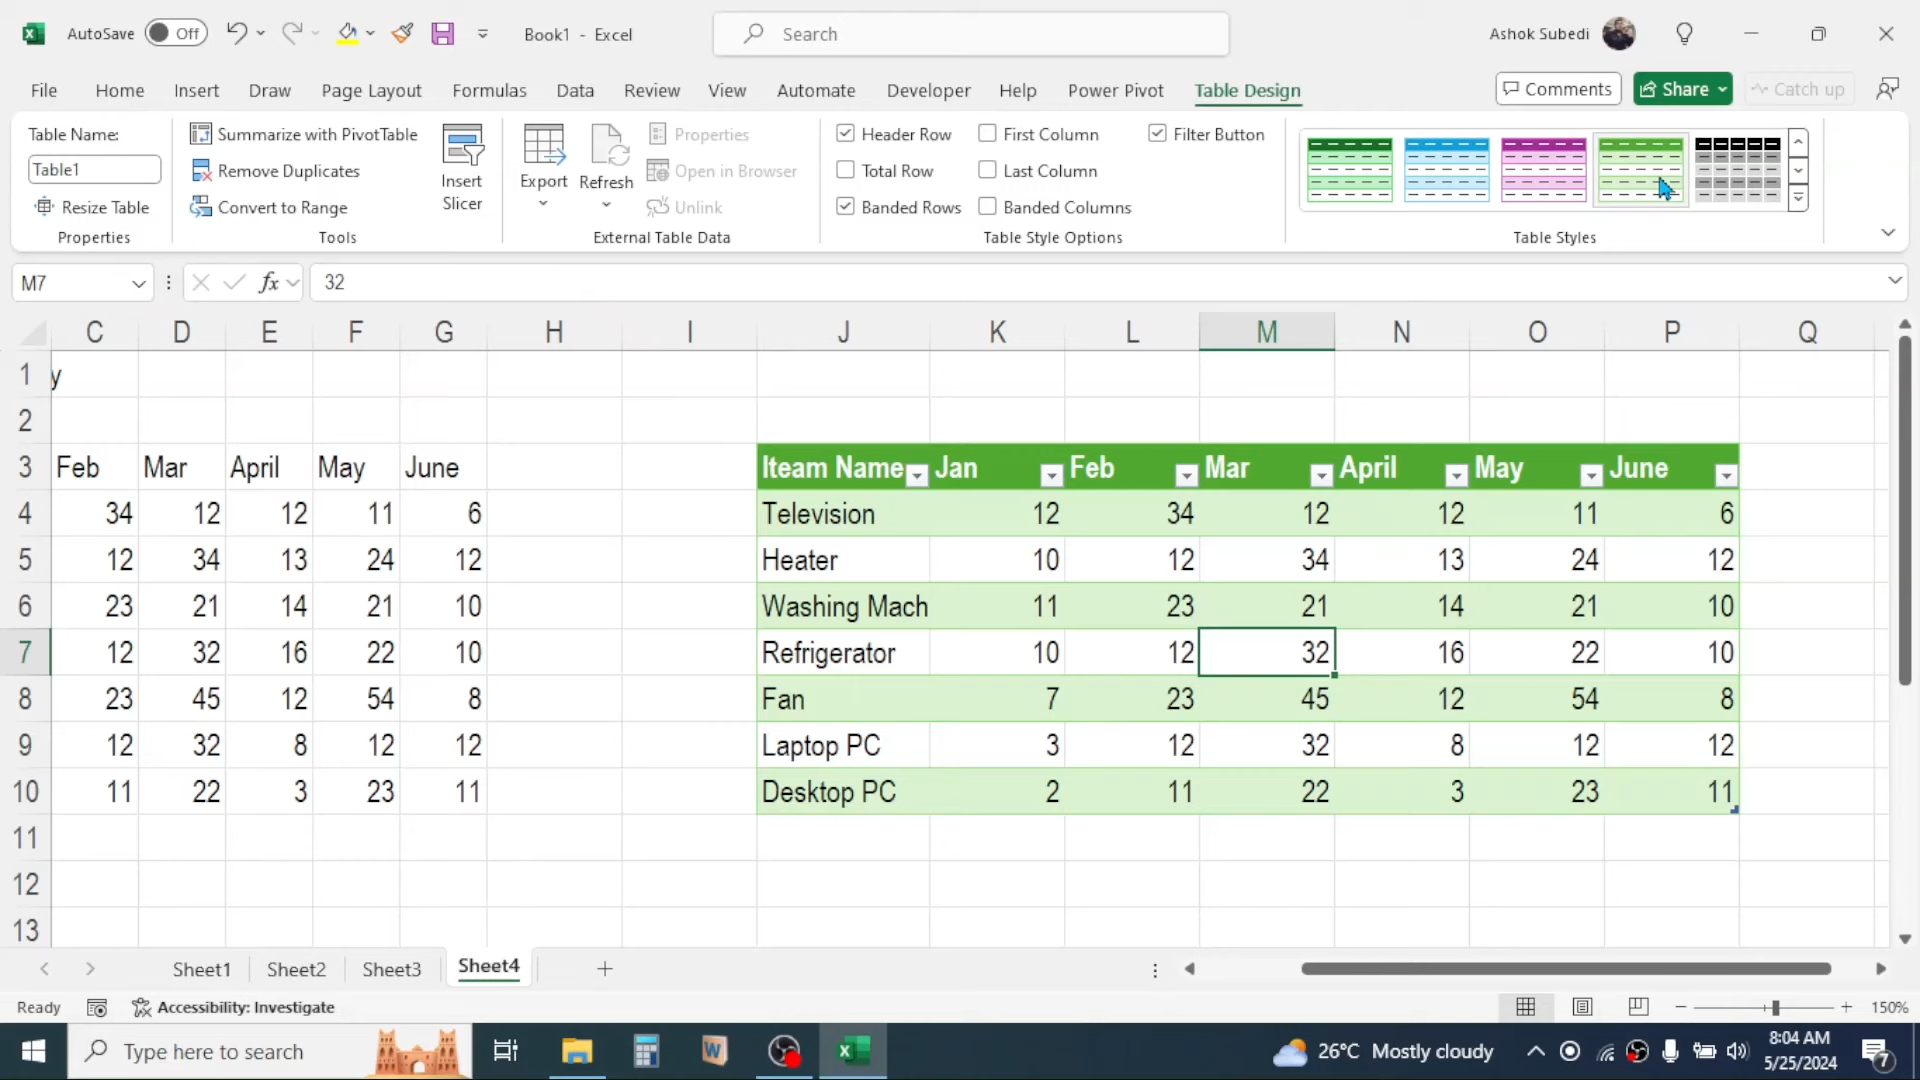 AutoSave Off Book1 - Excel Search Ashok Subedi
File Home Insert Draw Page Layout Formulas Data Review View Automate Developer Help Power Pivot Table Design Comments Share Catch up
Table Name:
Table1
Resize Table
Properties
Summarize with PivotTable
Remove Duplicates
Convert to Range
Tools
Insert
Slicer
Export
Refresh
Properties
Open in Browser
Unlink
External Table Data
Header Row First Column Filter Button
Total Row Last Column
Banded Rows Banded Columns
Table Style Options
Table Styles
M7 fx 32
C D E F G H I J K L M N O P Q
1 y
2
3 Feb Mar April May June Iteam Name Jan Feb Mar April May June
4 34 12 12 11 6 Television 12 34 12 12 11 6
5 12 34 13 24 12 Heater 10 12 34 13 24 12
6 23 21 14 21 10 Washing Mach 11 23 21 14 21 10
7 12 32 16 22 10 Refrigerator 10 12 32 16 22 10
8 23 45 12 54 8 Fan 7 23 45 12 54 8
9 12 32 8 12 12 Laptop PC 3 12 32 8 12 12
10 11 22 3 23 11 Desktop PC 2 11 22 3 23 11
11
12
13
Sheet1 Sheet2 Sheet3 Sheet4
Ready Accessibility: Investigate 150%
Type here to search W 26°C Mostly cloudy 8:04 AM
5/25/2024 7